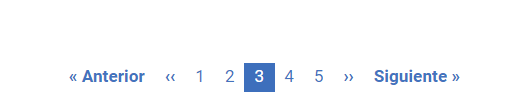 « Anterior ‹‹ 1 2 3 4 5 ›› Siguiente »